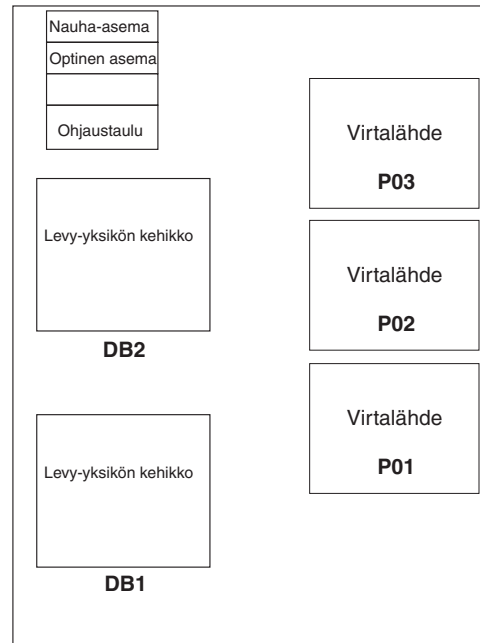 Nauha-asema
Optinen asema
Ohjaustaulu
Levy-yksikön kehikko
DB2
Levy-yksikön kehikko
DB1
Virtalähde
P03
Virtalähde
P02
Virtalähde
P01